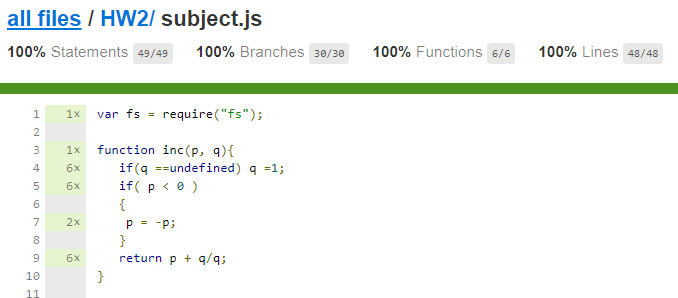 all files / HW2/ subject.js
100% Statements 49/49 100% Branches 30/30 100% Functions 6/6 100% Lines 48/48
1 1× var fs = require("fs");
2
3 1× function inc(p, q){
4 6× if(q ==undefined) q =1;
5 6× if( p < 0 )
6 {
7 2× p = -p;
8 }
9 6× return p + q/q;
10 }
11